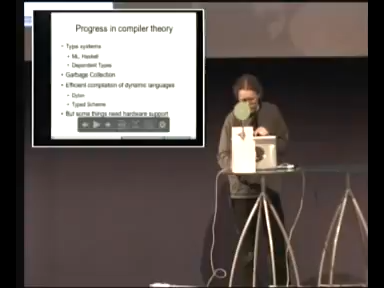 Progress in compiler theory
• Type systems
• ML, Haskell
• Dependent Types
• Garbage Collection
• Efficient compilation of dynamic languages
• Dylan
• Typed Scheme
• But some things need hardware support